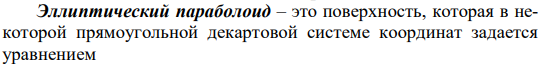 Эллиптический параболоид – это поверхность, которая в не-
которой прямоугольной декартовой системе координат задается
уравнением